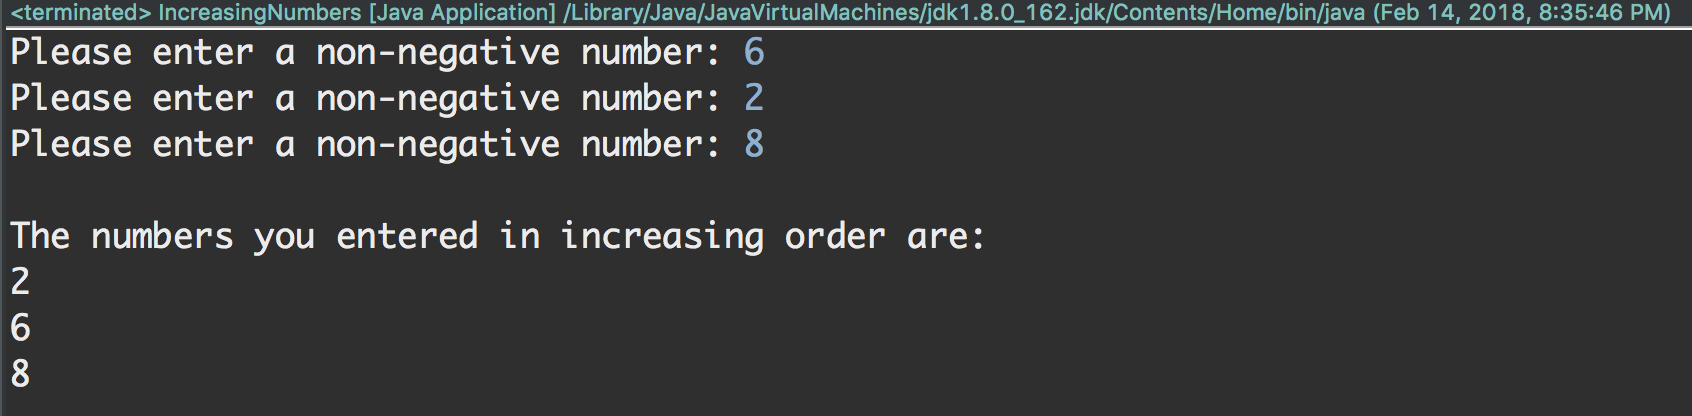 <terminated> IncreasingNumbers [Java Application] /Library/Java/JavaVirtualMachines/jdk1.8.0_162.jdk/Contents/Home/bin/java (Feb 14, 2018, 8:35:46 PM)
Please enter a non-negative number: 6
Please enter a non-negative number: 2
Please enter a non-negative number: 8
The numbers you entered in increasing order are:
2
6
8